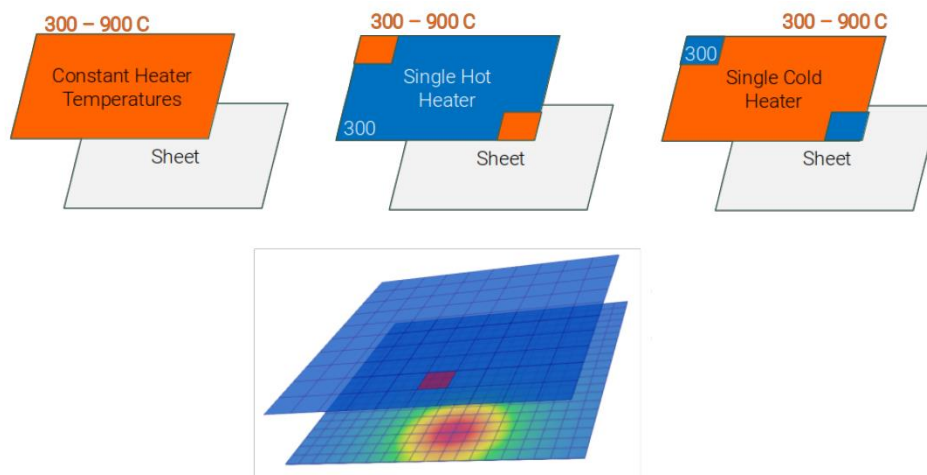 300 – 900 C
Constant Heater
Temperatures
Sheet
300 – 900 C
Single Hot
Heater
300
Sheet
300 – 900 C
300
Single Cold
Heater
Sheet